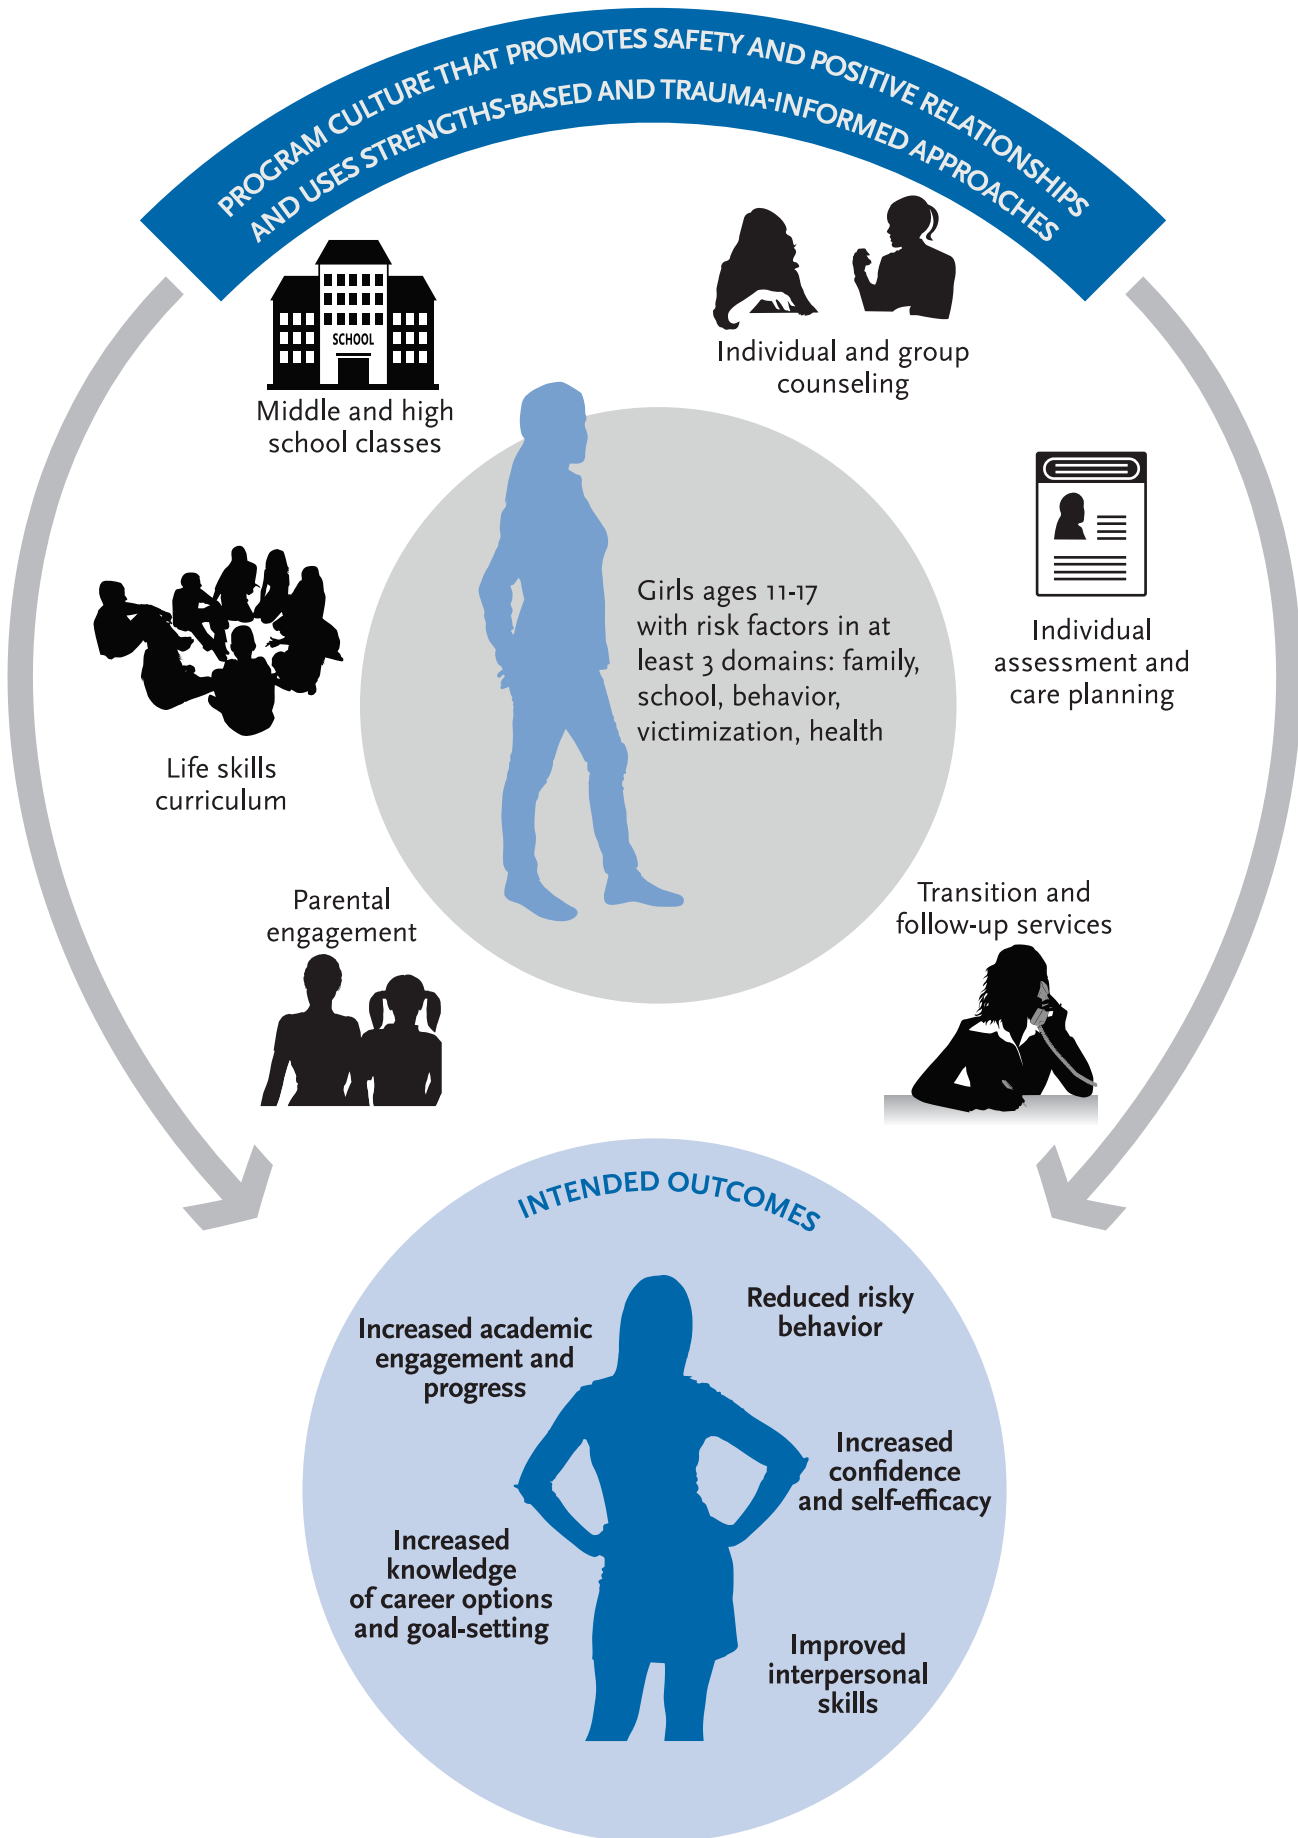 PROGRAM CULTURE THAT PROMOTES SAFETY AND POSITIVE RELATIONSHIPS
AND USES STRENGTHS-BASED AND TRAUMA-INFORMED APPROACHES
SCHOOL
Middle and high
school classes
Individual and group
counseling
Life skills
curriculum
Girls ages 11-17
with risk factors in at
least 3 domains: family,
school, behavior,
victimization, health
Individual
assessment and
care planning
Parental
engagement
Transition and
follow-up services
INTENDED OUTCOMES
Increased academic
engagement and
progress
Reduced risky
behavior
Increased
confidence
and self-efficacy
Increased
knowledge
of career options
and goal-setting
Improved
interpersonal
skills